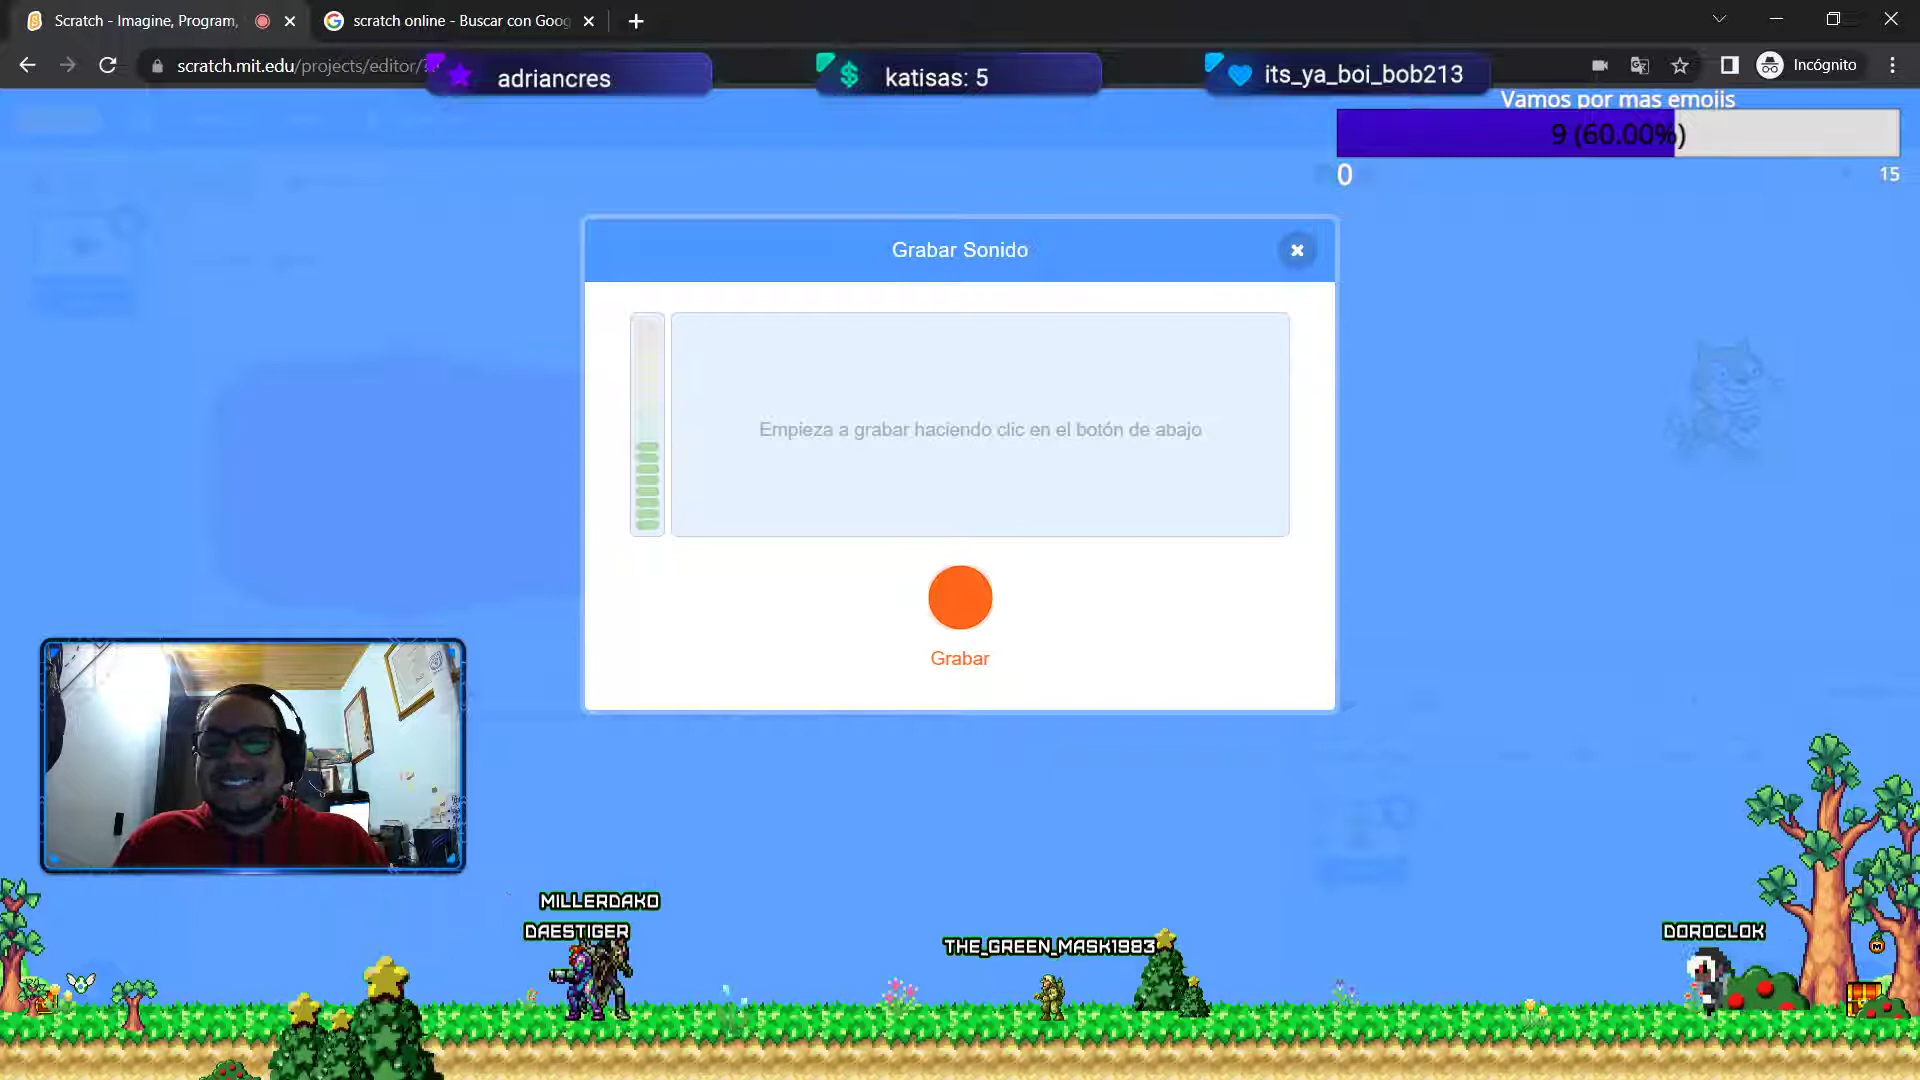 Scratch - Imagine, Program,
scratch online - Buscar con Goog
scratch.mit.edu/projects/editor/?
Incógnito
adriancres
katisas: 5
its_ya_boi_bob213
Vamos por mas emojis
9 (60.00%)
0
15
Grabar Sonido
Empieza a grabar haciendo clic en el botón de abajo
Grabar
MILLERDAKO
DAESTIGER
THE_GREEN_MASK1983
DOROCLOK